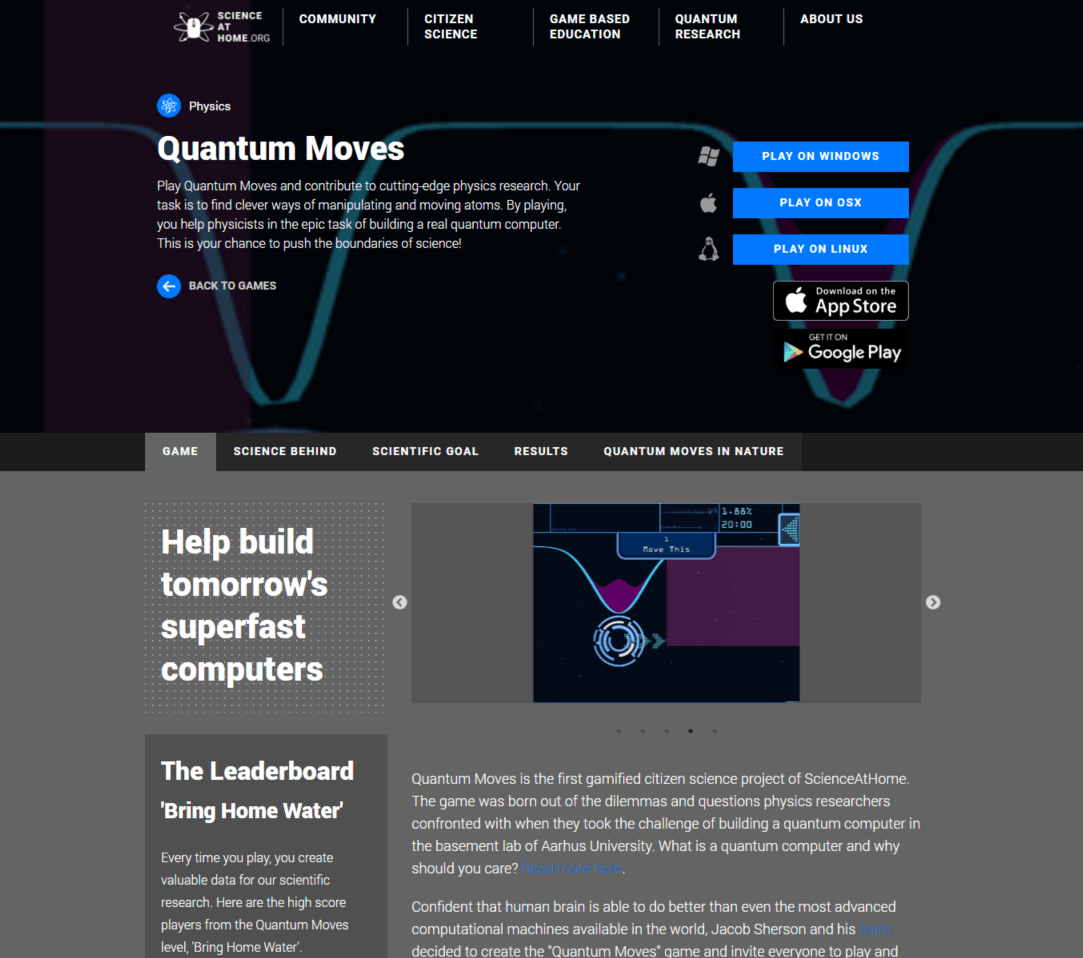 SCIENCE
AT
HOME.ORG
COMMUNITY
CITIZEN
SCIENCE
GAME BASED
EDUCATION
QUANTUM
RESEARCH
ABOUT US
Physics
Quantum Moves
Play Quantum Moves and contribute to cutting-edge physics research. Your
task is to find clever ways of manipulating and moving atoms. By playing,
you help physicists in the epic task of building a real quantum computer.
This is your chance to push the boundaries of science!
BACK TO GAMES
PLAY ON WINDOWS
PLAY ON OSX
PLAY ON LINUX
Download on the
App Store
GET IT ON
Google Play
GAME
SCIENCE BEHIND
SCIENTIFIC GOAL
RESULTS
QUANTUM MOVES IN NATURE
Help build
tomorrow's
superfast
computers
1.88%
20:00
1
Move This
The Leaderboard
'Bring Home Water'
Every time you play, you create
valuable data for our scientific
research. Here are the high score
players from the Quantum Moves
level, 'Bring Home Water'.
Quantum Moves is the first gamified citizen science project of ScienceAtHome.
The game was born out of the dilemmas and questions physics researchers
confronted with when they took the challenge of building a quantum computer in
the basement lab of Aarhus University. What is a quantum computer and why
should you care? Read more here.
Confident that human brain is able to do better than even the most advanced
computational machines available in the world, Jacob Sherson and his team
decided to create the "Quantum Moves" game and invite everyone to play and